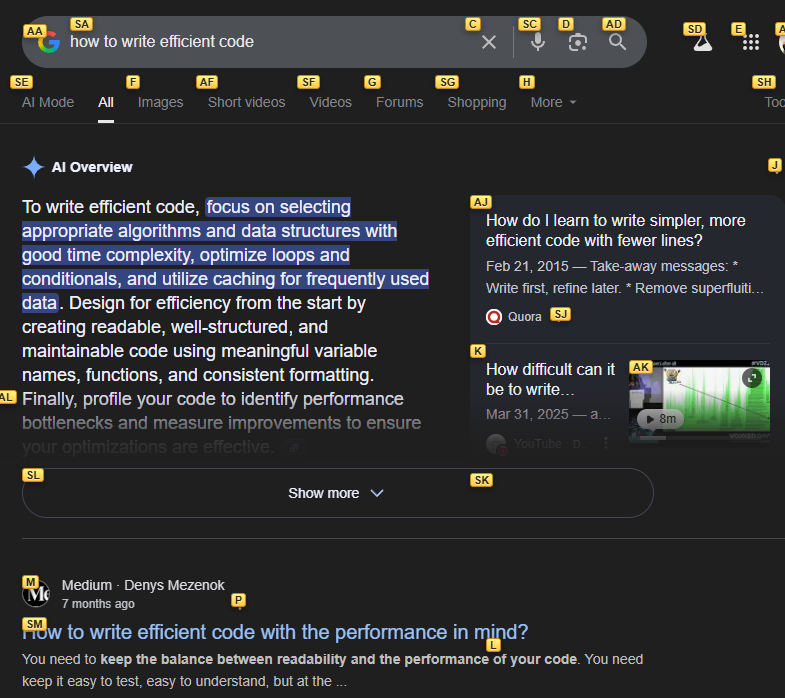 AA
SA
how to write efficient code
C
SC
D
AD
SD
E
SE
F
AF
SF
G
SG
H
SH
AI Mode
All
Images
Short videos
Videos
Forums
Shopping
More
AI Overview
J
To write efficient code, focus on selecting
appropriate algorithms and data structures with
good time complexity, optimize loops and
conditionals, and utilize caching for frequently used
data. Design for efficiency from the start by
creating readable, well-structured, and
maintainable code using meaningful variable
names, functions, and consistent formatting.
AL
Finally, profile your code to identify performance
bottlenecks and measure improvements to ensure
your optimizations are effective.
AJ
How do I learn to write simpler, more
efficient code with fewer lines?
Feb 21, 2015 — Take-away messages: *
Write first, refine later. * Remove superfluiti...
Quora
SJ
K
How difficult can it
be to write...
Mar 31, 2025 — a...
YouTube · D.
AK
8m
SL
Show more
SK
M
Medium · Denys Mezenok
7 months ago
P
SM
How to write efficient code with the performance in mind?
L
You need to keep the balance between readability and the performance of your code. You need
keep it easy to test, easy to understand, but at the ...